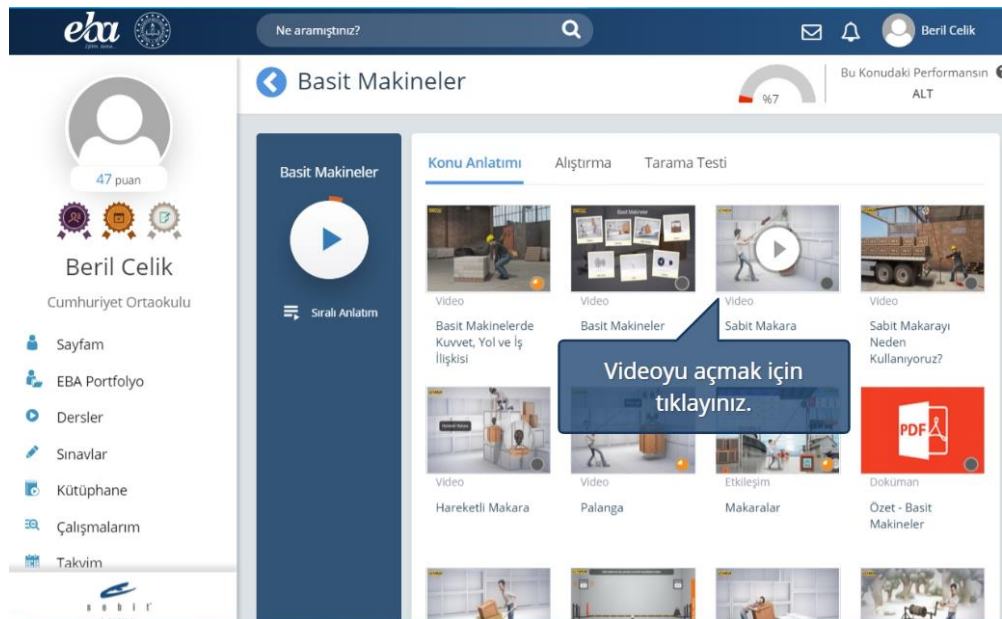 eba
Ne aramıştınız?
Beril Celik
Basit Makineler
%7
Bu Konudaki Performansın
ALT
47 puan
Beril Celik
Cumhuriyet Ortaokulu
Sayfam
EBA Portfolyo
Dersler
Sınavlar
Kütüphane
Çalışmalarım
Takvim
sebit
Basit Makineler
Sıralı Anlatım
Konu Anlatımı
Alıştırma
Tarama Testi
Video
Basit Makinelerde
Kuvvet, Yol ve İş
İlişkisi
Video
Basit Makineler
Video
Sabit Makara
Video
Sabit Makarayı
Neden
Kullanıyoruz?
Videoyu açmak için
tıklayınız.
Video
Hareketli Makara
Video
Palanga
Etkileşim
Makaralar
PDF
Doküman
Özet - Basit
Makineler